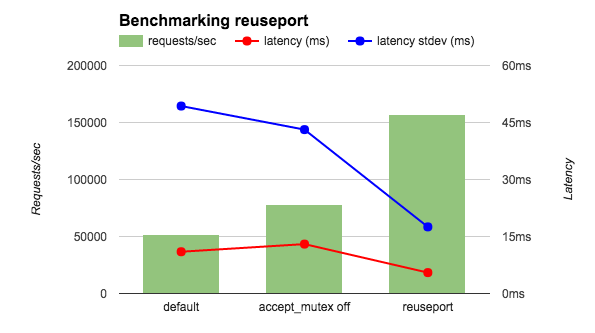 Benchmarking reuseport
requests/sec latency (ms) latency stdev (ms)
200000 60ms
150000 45ms
100000 30ms
50000 15ms
0 0ms
Requests/sec
Latency
default accept_mutex off reuseport